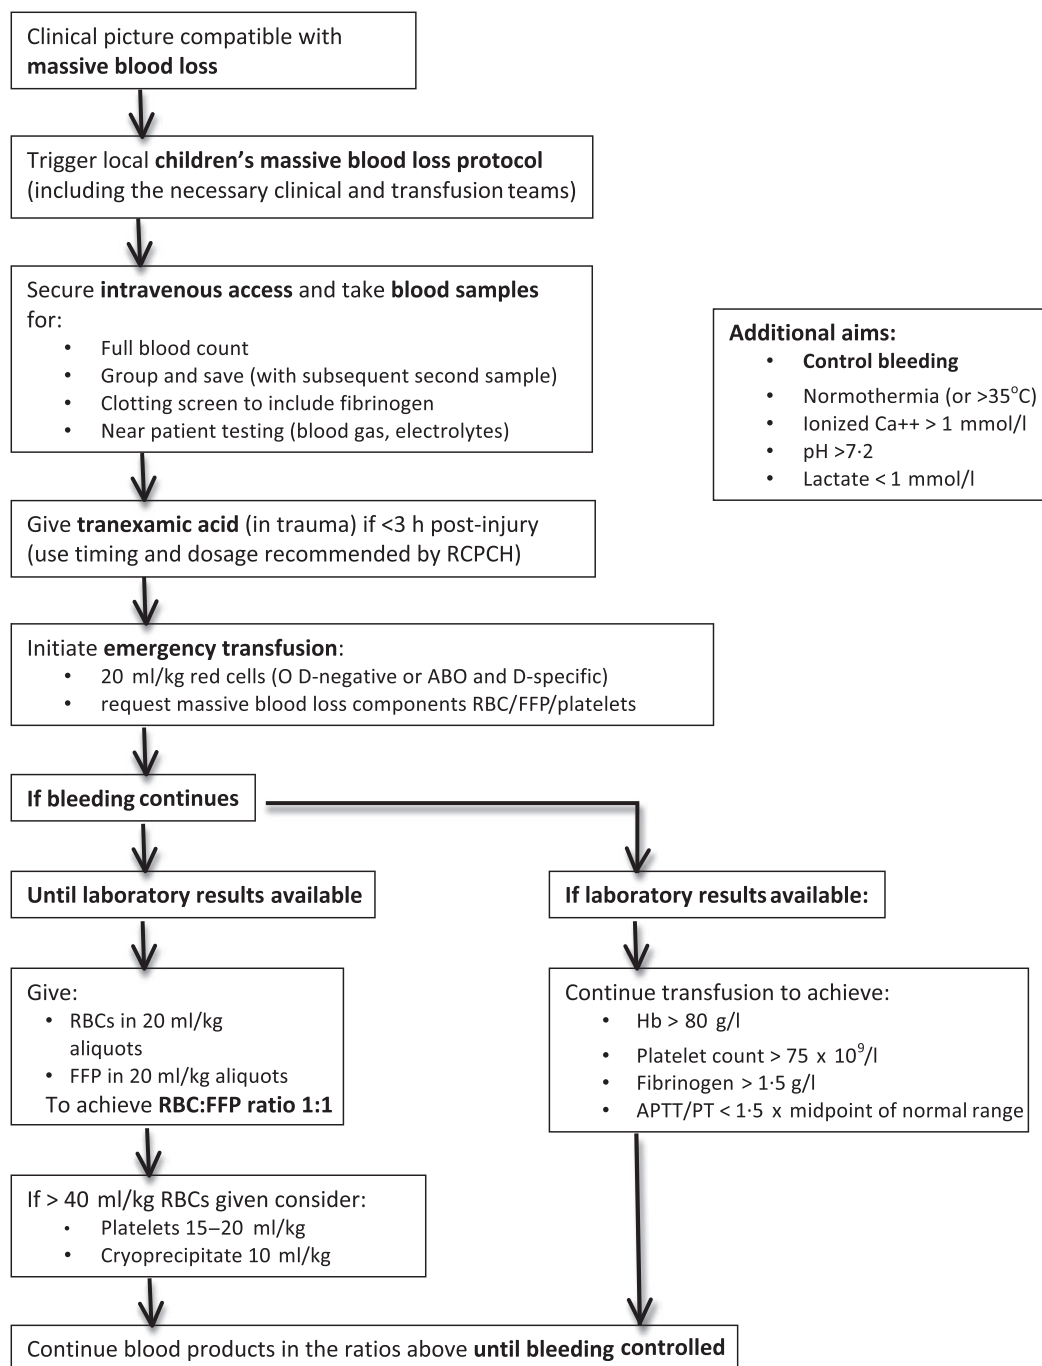 Clinical picture compatible with
massive blood loss
Trigger local children’s massive blood loss protocol
(including the necessary clinical and transfusion teams)
Secure intravenous access and take blood samples
for:
• Full blood count
• Group and save (with subsequent second sample)
• Clotting screen to include fibrinogen
• Near patient testing (blood gas, electrolytes)
Additional aims:
• Control bleeding
• Normothermia (or >35°C)
• Ionized Ca++ > 1 mmol/l
• pH >7·2
• Lactate < 1 mmol/l
Give tranexamic acid (in trauma) if <3 h post-injury
(use timing and dosage recommended by RCPCH)
Initiate emergency transfusion:
• 20 ml/kg red cells (O D-negative or ABO and D-specific)
• request massive blood loss components RBC/FFP/platelets
If bleeding continues
Until laboratory results available
Give:
• RBCs in 20 ml/kg
aliquots
• FFP in 20 ml/kg aliquots
To achieve RBC:FFP ratio 1:1
If > 40 ml/kg RBCs given consider:
• Platelets 15–20 ml/kg
• Cryoprecipitate 10 ml/kg
If laboratory results available:
Continue transfusion to achieve:
• Hb > 80 g/l
• Platelet count > 75 x 10⁹/l
• Fibrinogen > 1·5 g/l
• APTT/PT < 1·5 x midpoint of normal range
Continue blood products in the ratios above until bleeding controlled